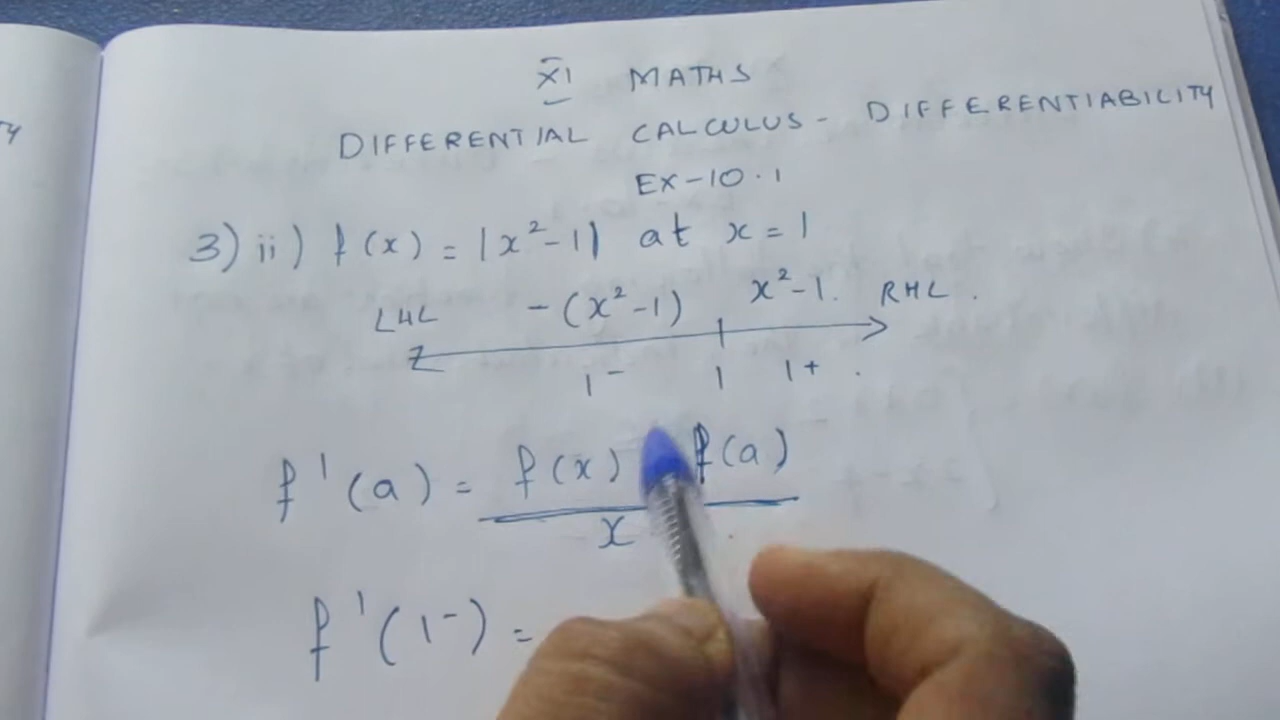 XI MATHS
DIFFERENTIAL CALCULUS - DIFFERENTIABILITY
EX-10.1
3) ii) f(x) = |x²-1| at x = 1
LHL -(x²-1) x²-1. RHL.
1⁻ 1 1+ .
f'(a) = f(x) f(a)
x
f'(1⁻) =